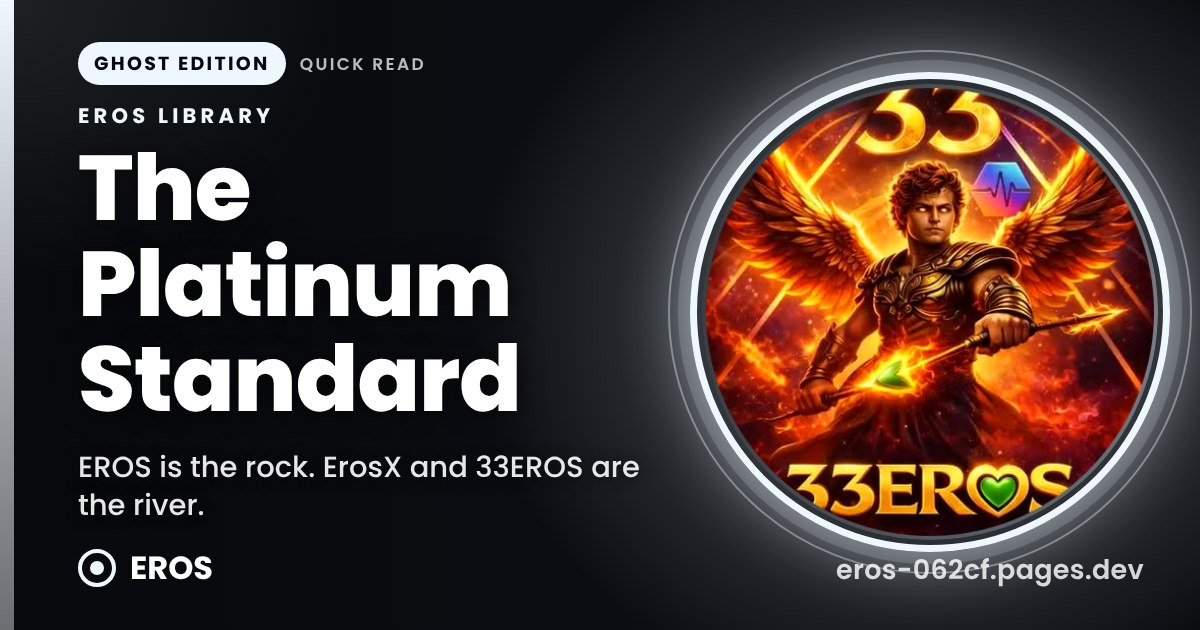 GHOST EDITION QUICK READ
EROS LIBRARY
The
Platinum
Standard
EROS is the rock. ErosX and 33EROS are
the river.
EROS
33
33EROS
eros-062cf.pages.dev